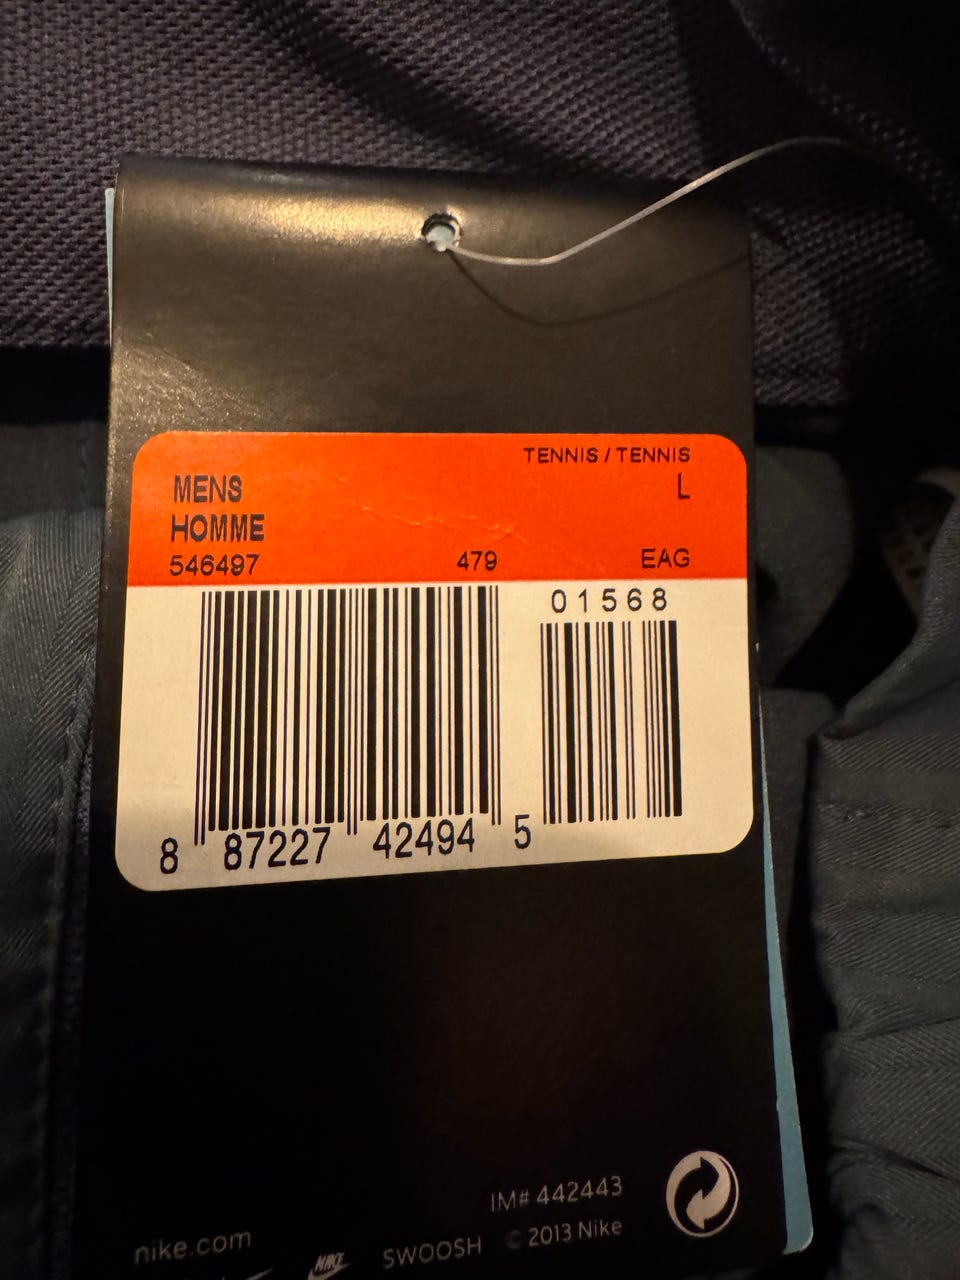 TENNIS / TENNIS
MENS L
HOMME
546497 479 EAG
01568
8 87227 42494 5
IM# 442443
nike.com NIKE SWOOSH © 2013 Nike